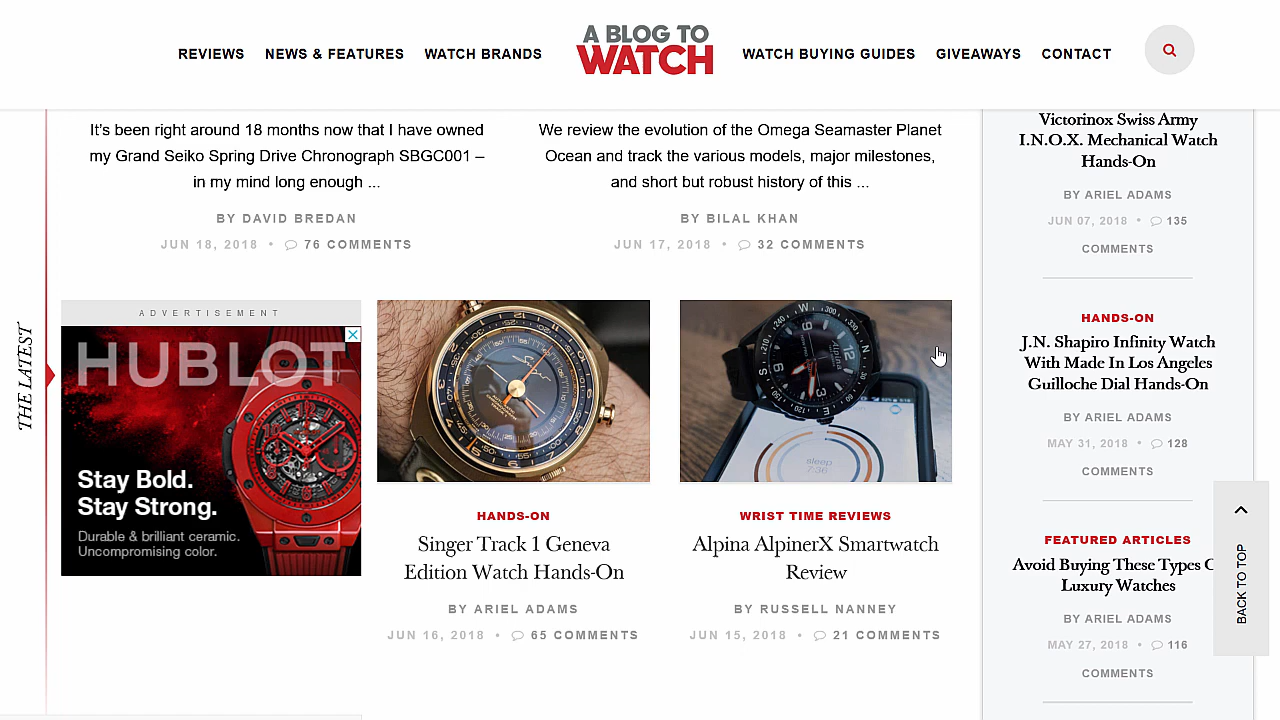 REVIEWS
NEWS & FEATURES
WATCH BRANDS
A BLOG TO
WATCH
WATCH BUYING GUIDES
GIVEAWAYS
CONTACT
THE LATEST
It's been right around 18 months now that I have owned
my Grand Seiko Spring Drive Chronograph SBGC001 –
in my mind long enough ...
BY DAVID BREDAN
JUN 18, 2018 • 76 COMMENTS
We review the evolution of the Omega Seamaster Planet
Ocean and track the various models, major milestones,
and short but robust history of this ...
BY BILAL KHAN
JUN 17, 2018 • 32 COMMENTS
ADVERTISEMENT
HUBLOT
Stay Bold.
Stay Strong.
Durable & brilliant ceramic.
Uncompromising color.
HANDS-ON
Singer Track 1 Geneva
Edition Watch Hands-On
BY ARIEL ADAMS
JUN 16, 2018 • 65 COMMENTS
Alpina
sleep
7:36
WRIST TIME REVIEWS
Alpina AlpinerX Smartwatch
Review
BY RUSSELL NANNEY
JUN 15, 2018 • 21 COMMENTS
Victorinox Swiss Army
I.N.O.X. Mechanical Watch
Hands-On
BY ARIEL ADAMS
JUN 07, 2018 • 135
COMMENTS
HANDS-ON
J.N. Shapiro Infinity Watch
With Made In Los Angeles
Guilloche Dial Hands-On
BY ARIEL ADAMS
MAY 31, 2018 • 128
COMMENTS
FEATURED ARTICLES
Avoid Buying These Types
Luxury Watches
BY ARIEL ADAMS
MAY 27, 2018 • 116
COMMENTS
BACK TO TOP